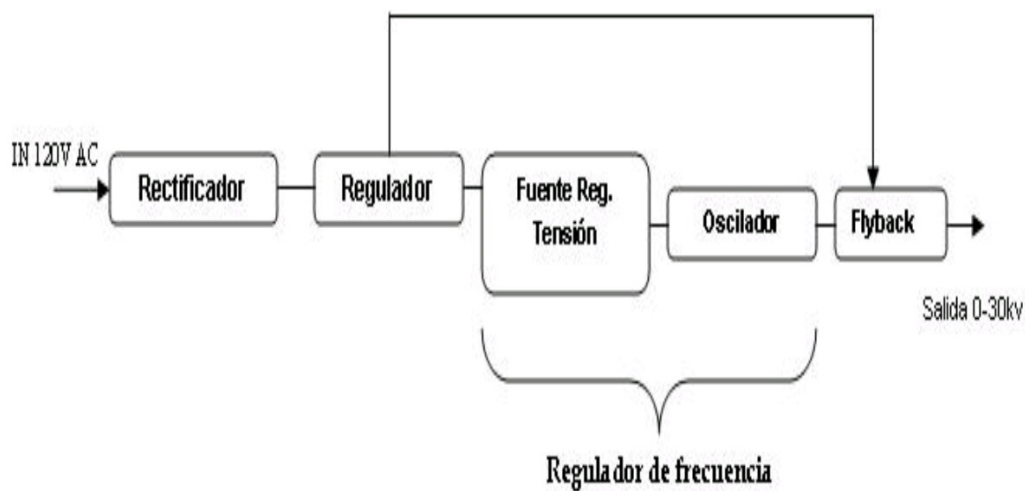 IN 120V AC
Rectificador
Regulador
Fuente Reg.
Tensión
Oscilador
Flyback
Salida 0-30kv
Regulador de frecuencia